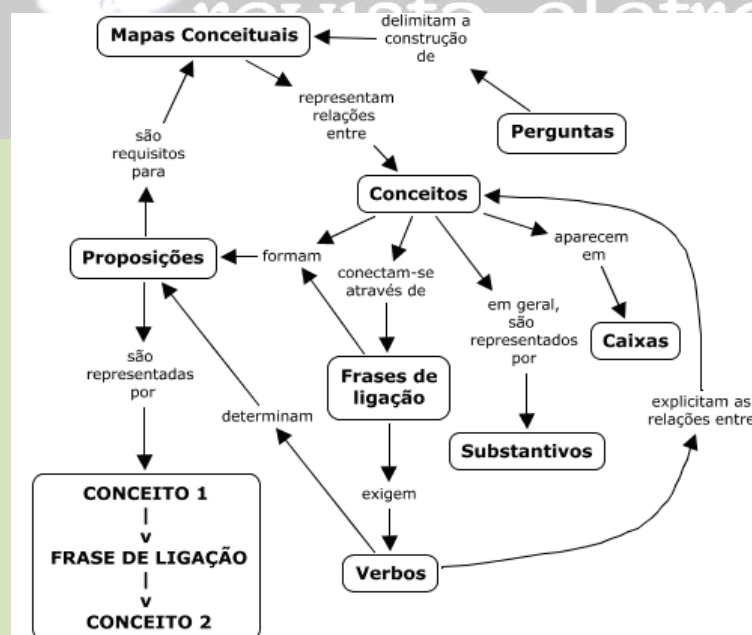 revista eletrô
Mapas Conceituais
delimitam a
construção
de
representam
relações
entre
Perguntas
são
requisitos
para
Conceitos
Proposições
formam
conectam-se
através de
aparecem
em
em geral,
são
representados
por
Caixas
são
representadas
por
Frases de
ligação
explicitam as
relações entre
determinam
Substantivos
exigem
CONCEITO 1
|
v
FRASE DE LIGAÇÃO
|
v
CONCEITO 2
Verbos